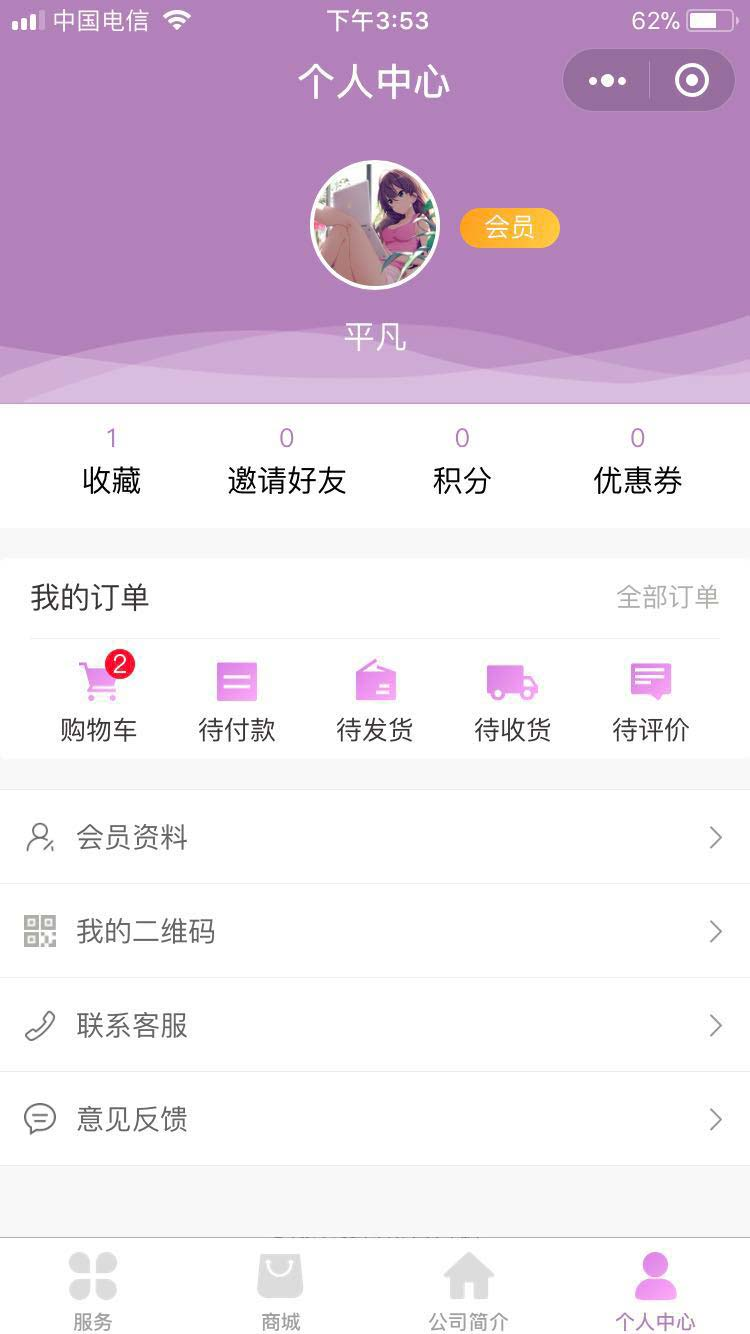 中国电信 下午3:53 62%
个人中心
会员
平凡
1 0 0 0
收藏 邀请好友 积分 优惠券
我的订单 全部订单
2
购物车 待付款 待发货 待收货 待评价
会员资料
我的二维码
联系客服
意见反馈
服务 商城 公司简介 个人中心